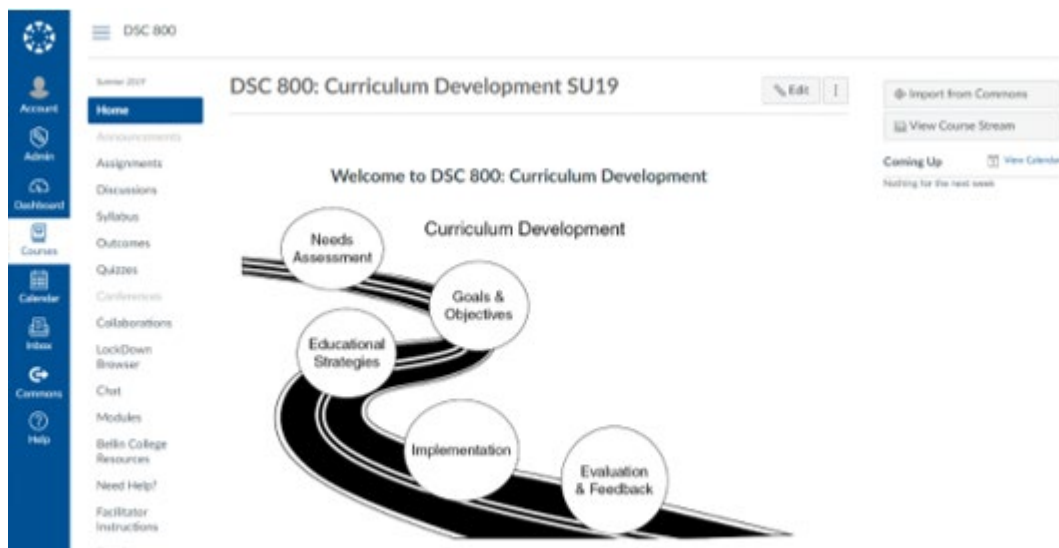 Account
Admin
Dashboard
Courses
Calendar
Inbox
Commons
Help
DSC 800
Summer 2019
Home
Announcements
Assignments
Discussions
Syllabus
Outcomes
Quizzes
Conferences
Collaborations
LockDown
Browser
Chat
Modules
Bellin College
Resources
Need Help?
Facilitator
Instructions
DSC 800: Curriculum Development SU19
Edit
Welcome to DSC 800: Curriculum Development
Curriculum Development
Needs
Assessment
Goals &
Objectives
Educational
Strategies
Implementation
Evaluation
& Feedback
Import from Commons
View Course Stream
Coming Up
View Calendar
Nothing for the next week